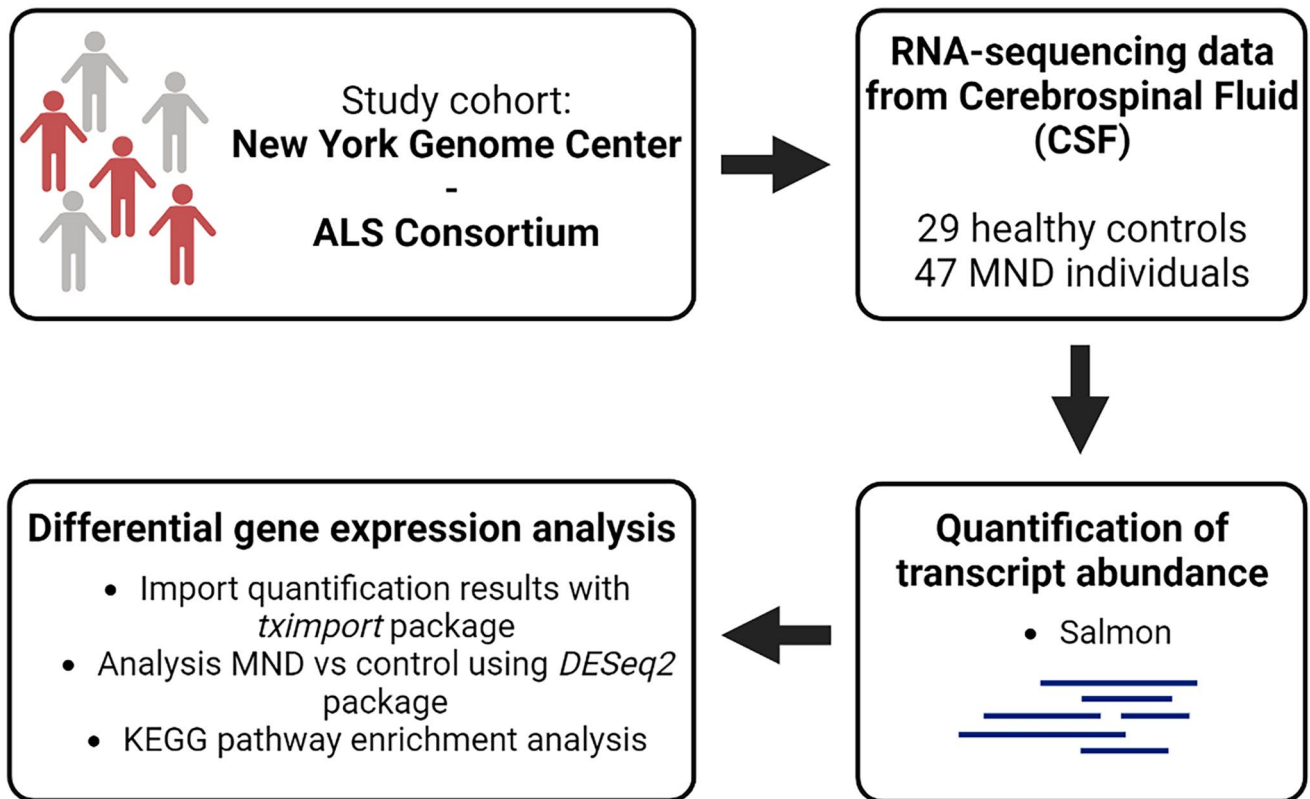 Study cohort:
New York Genome Center
-
ALS Consortium
RNA-sequencing data
from Cerebrospinal Fluid
(CSF)
29 healthy controls
47 MND individuals
Quantification of
transcript abundance
• Salmon
Differential gene expression analysis
• Import quantification results with
tximport package
• Analysis MND vs control using DESeq2
package
• KEGG pathway enrichment analysis